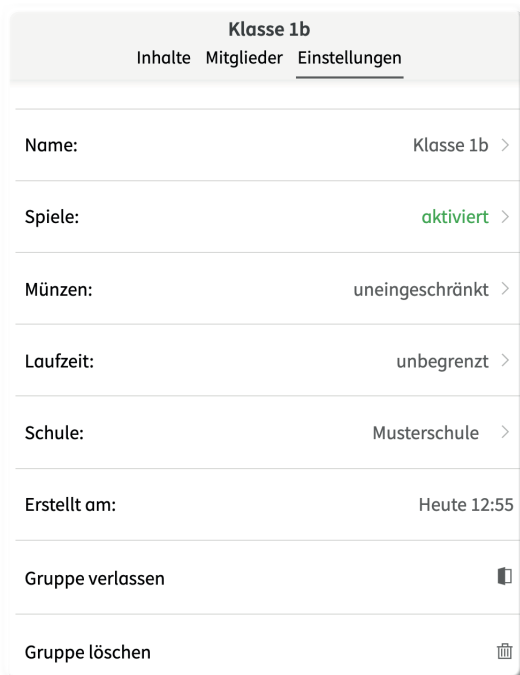 Klasse 1b
Inhalte Mitglieder Einstellungen
Name: Klasse 1b
Spiele: aktiviert
Münzen: uneingeschränkt
Laufzeit: unbegrenzt
Schule: Musterschule
Erstellt am: Heute 12:55
Gruppe verlassen
Gruppe löschen